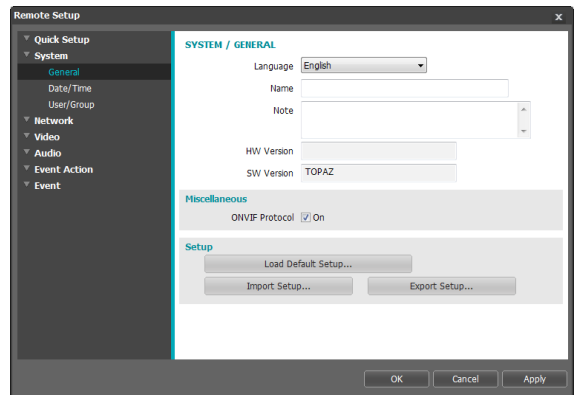 Remote Setup
x
Quick Setup
System
General
Date/Time
User/Group
Network
Video
Audio
Event Action
Event
SYSTEM / GENERAL
Language English
Name
Note
HW Version
SW Version TOPAZ
Miscellaneous
ONVIF Protocol On
Setup
Load Default Setup...
Import Setup... Export Setup...
OK Cancel Apply